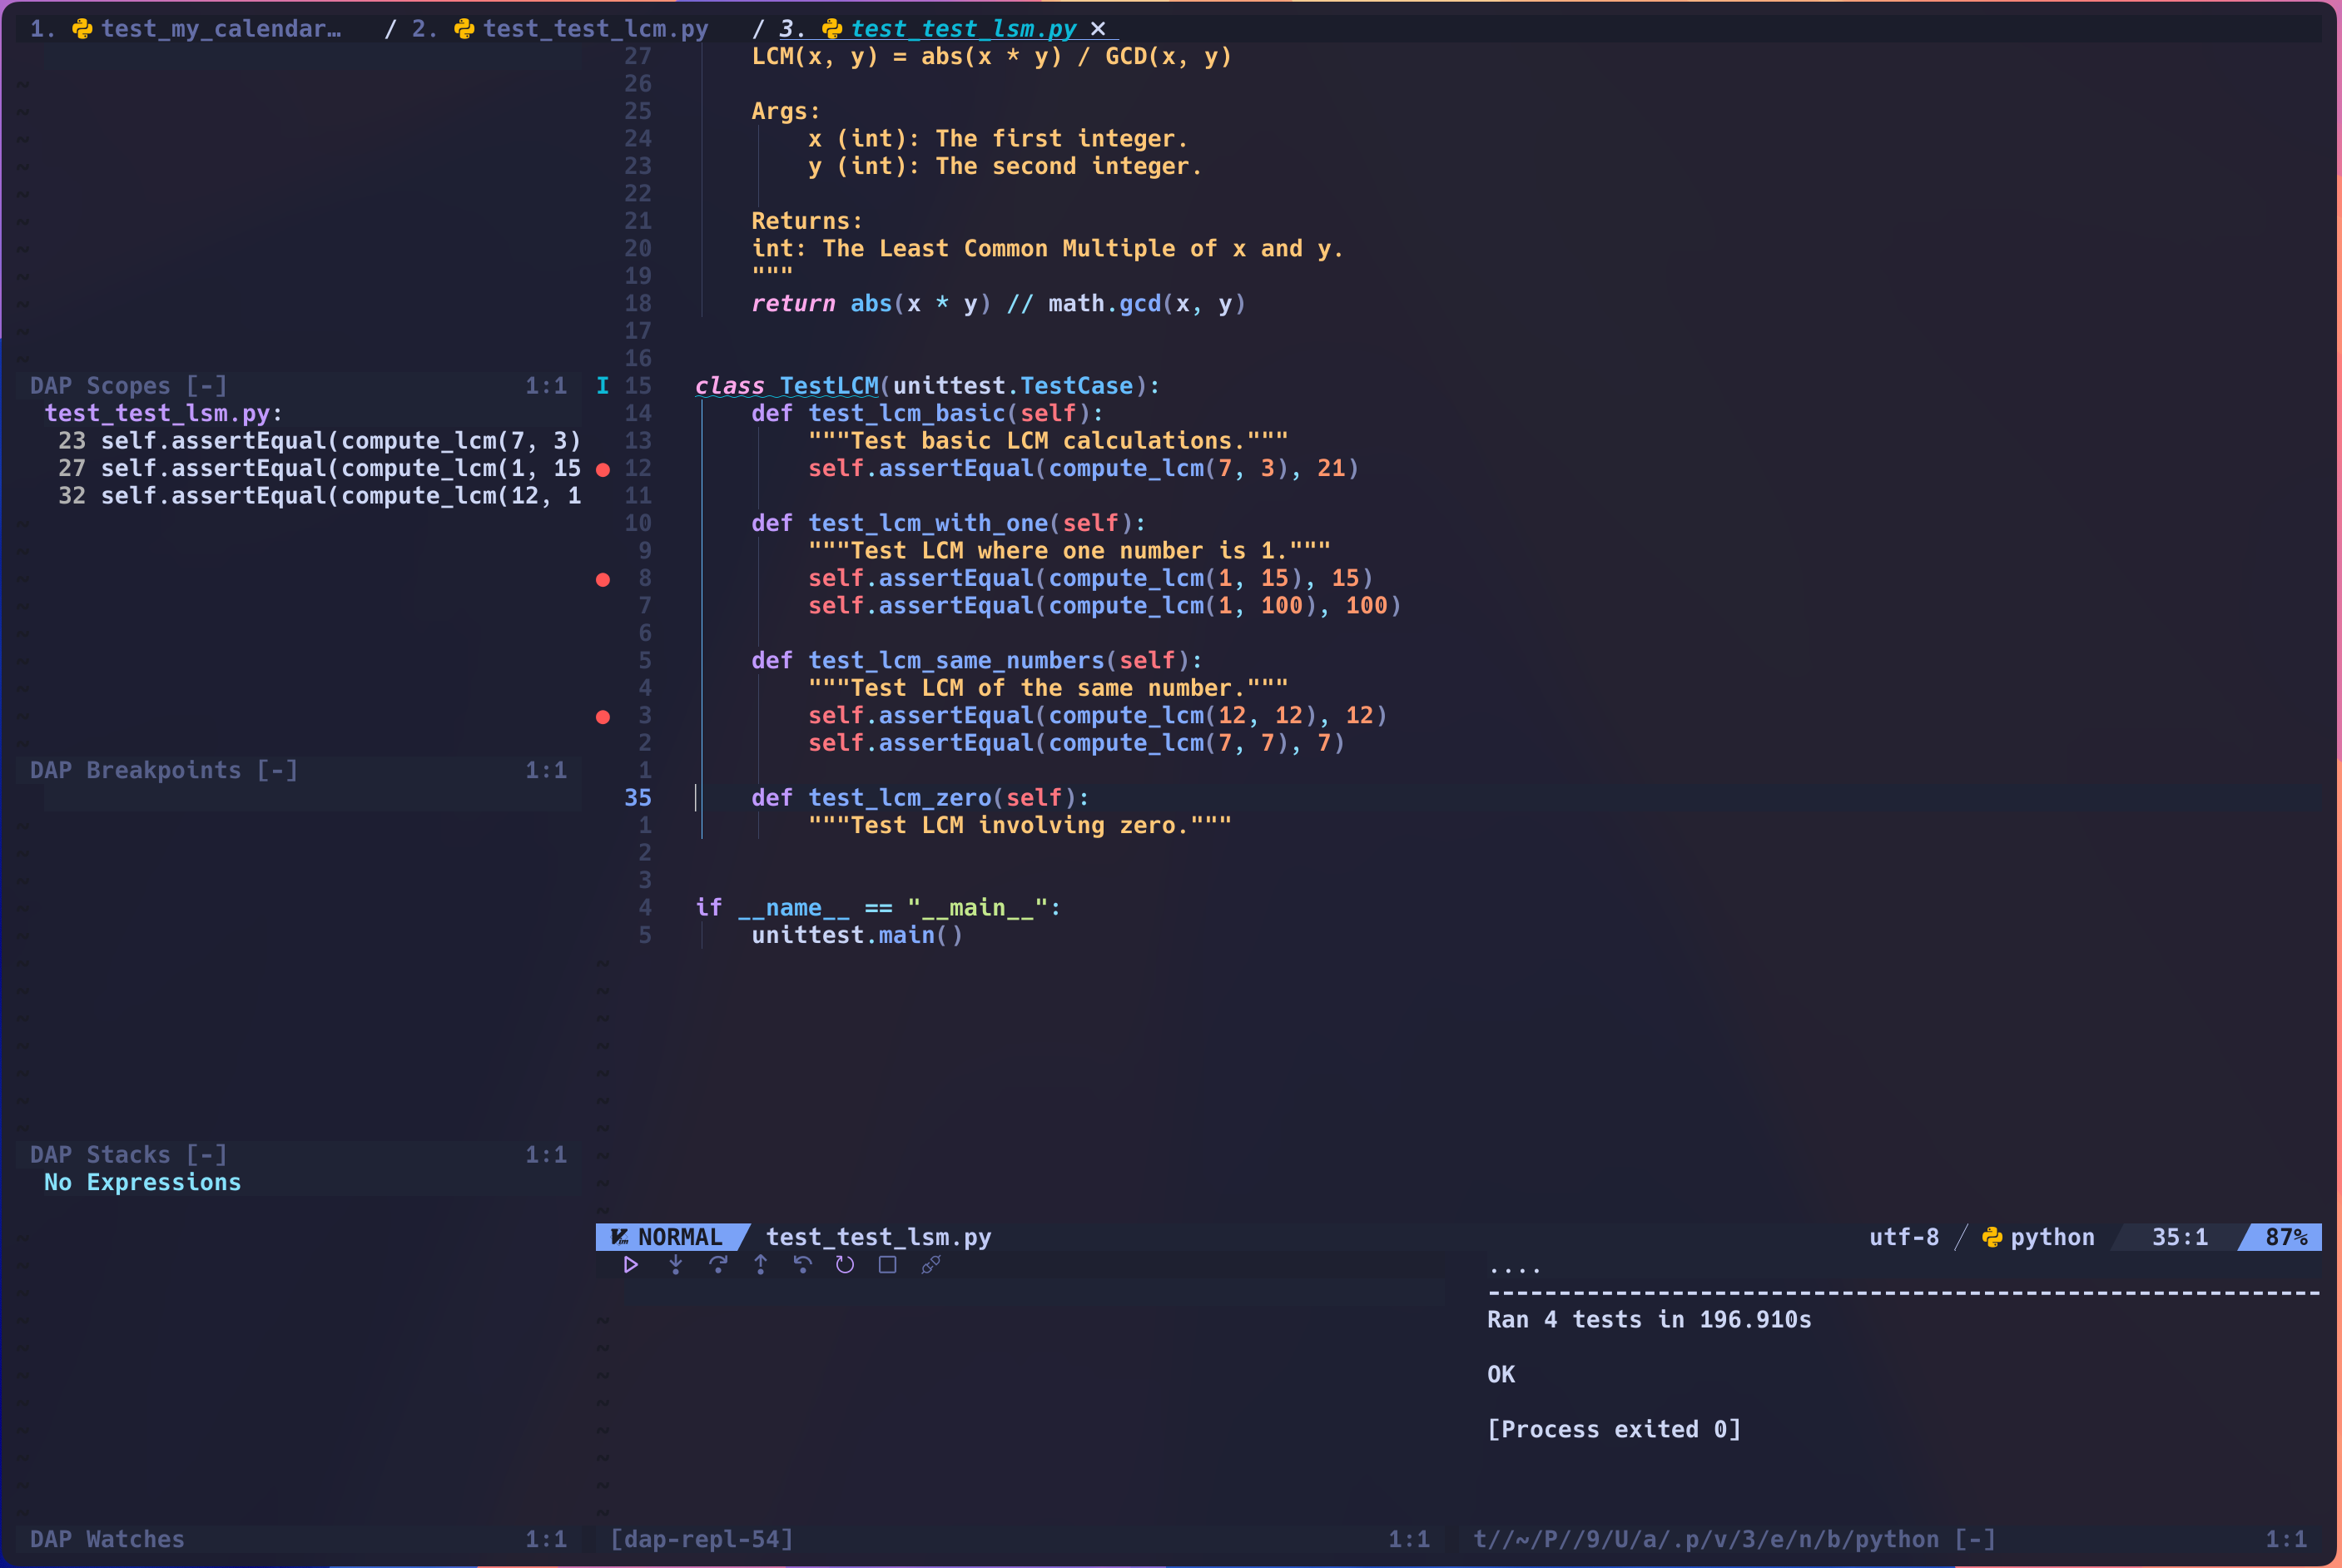 1. test_my_calendar… / 2. test_test_lcm.py / 3. test_test_lsm.py ✕
DAP Scopes [-] 1:1
test_test_lsm.py:
23 self.assertEqual(compute_lcm(7, 3)
27 self.assertEqual(compute_lcm(1, 15
32 self.assertEqual(compute_lcm(12, 1
DAP Breakpoints [-] 1:1
DAP Stacks [-] 1:1
No Expressions
DAP Watches 1:1
27 LCM(x, y) = abs(x * y) / GCD(x, y)
26
25 Args:
24 x (int): The first integer.
23 y (int): The second integer.
22
21 Returns:
20 int: The Least Common Multiple of x and y.
19 """
18 return abs(x * y) // math.gcd(x, y)
17
16
I 15 class TestLCM(unittest.TestCase):
14 def test_lcm_basic(self):
13 """Test basic LCM calculations."""
12 self.assertEqual(compute_lcm(7, 3), 21)
11
10 def test_lcm_with_one(self):
9 """Test LCM where one number is 1."""
8 self.assertEqual(compute_lcm(1, 15), 15)
7 self.assertEqual(compute_lcm(1, 100), 100)
6
5 def test_lcm_same_numbers(self):
4 """Test LCM of the same number."""
3 self.assertEqual(compute_lcm(12, 12), 12)
2 self.assertEqual(compute_lcm(7, 7), 7)
1
35 def test_lcm_zero(self):
1 """Test LCM involving zero."""
2
3
4 if __name__ == "__main__":
5 unittest.main()
NORMAL test_test_lsm.py utf-8 python 35:1 87%
[dap-repl-54] 1:1
....
----------------------------------------------------------------------
Ran 4 tests in 196.910s
OK
[Process exited 0]
t//~/P//9/U/a/.p/v/3/e/n/b/python [-] 1:1